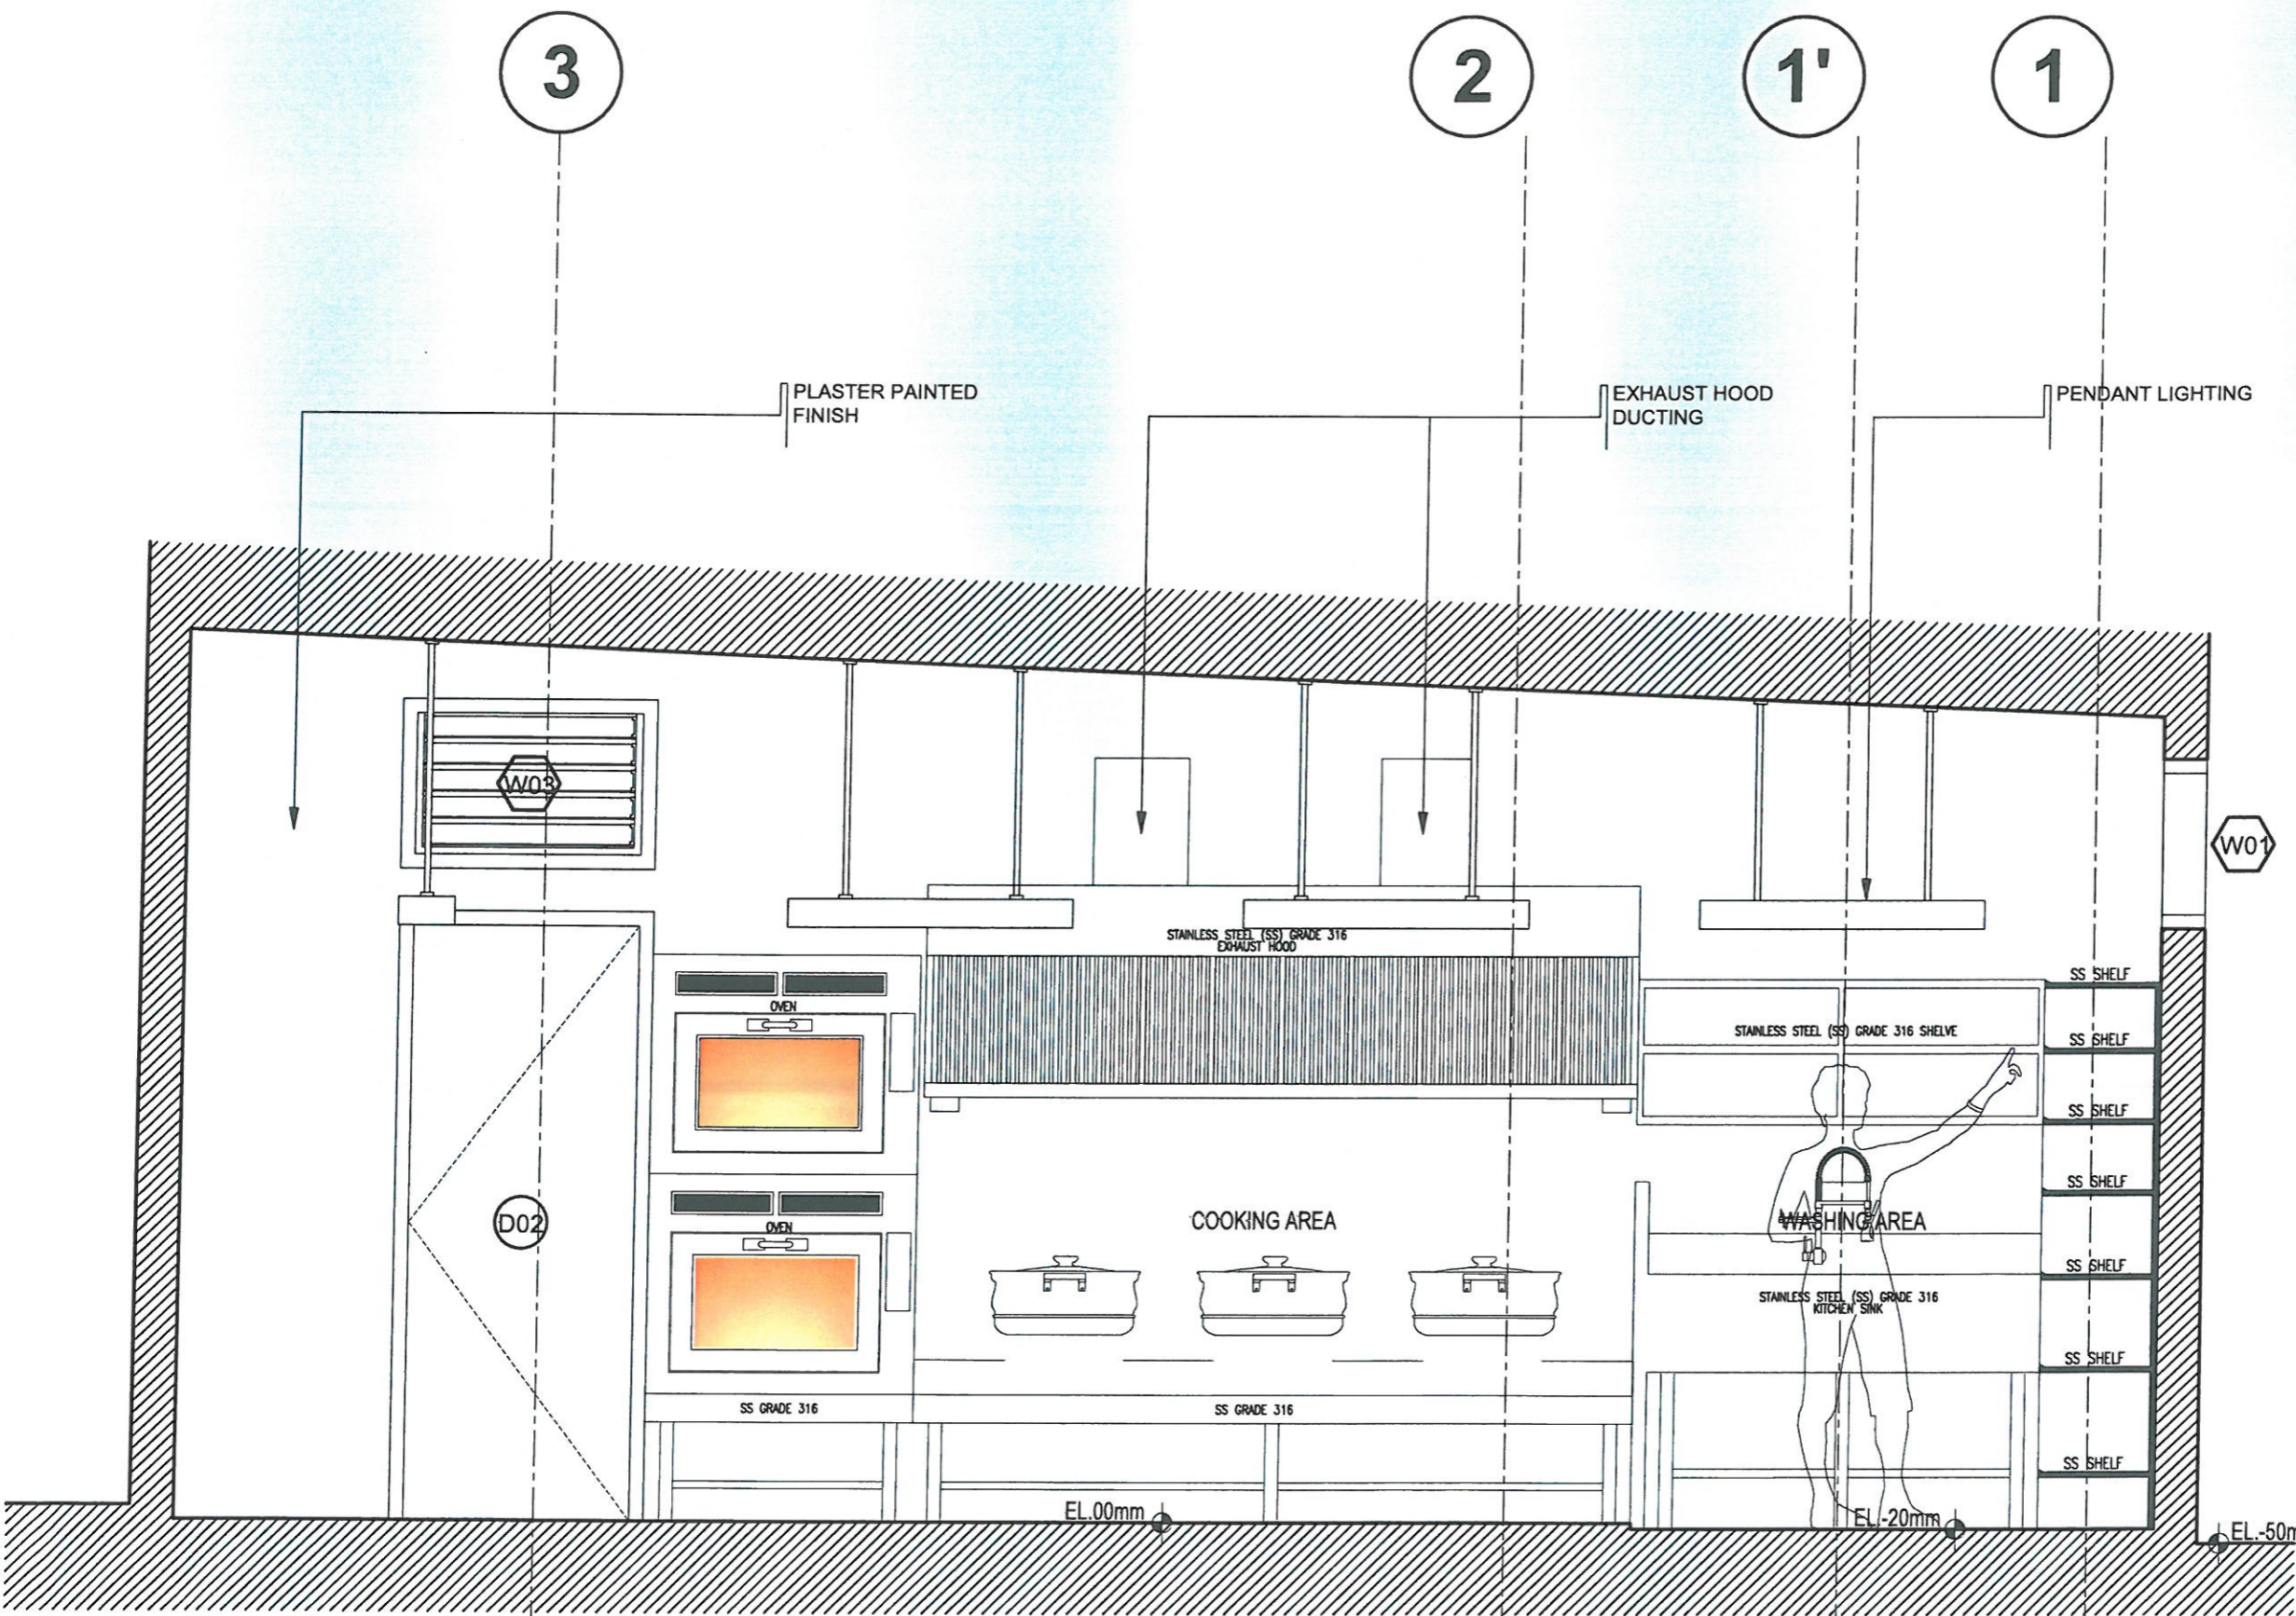 3
2
1'
1
PLASTER PAINTED
FINISH
EXHAUST HOOD
DUCTING
PENDANT LIGHTING
W03
W01
STAINLESS STEEL (SS) GRADE 316
EXHAUST HOOD
SS SHELF
OVEN
STAINLESS STEEL (SS) GRADE 316 SHELVE
SS SHELF
SS SHELF
SS SHELF
D02
OVEN
COOKING AREA
WASHING AREA
SS SHELF
STAINLESS STEEL (SS) GRADE 316
KITCHEN SINK
SS SHELF
SS GRADE 316
SS GRADE 316
SS SHELF
EL.00mm
EL.-20mm
EL.-50m